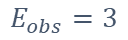 E_obs = 3